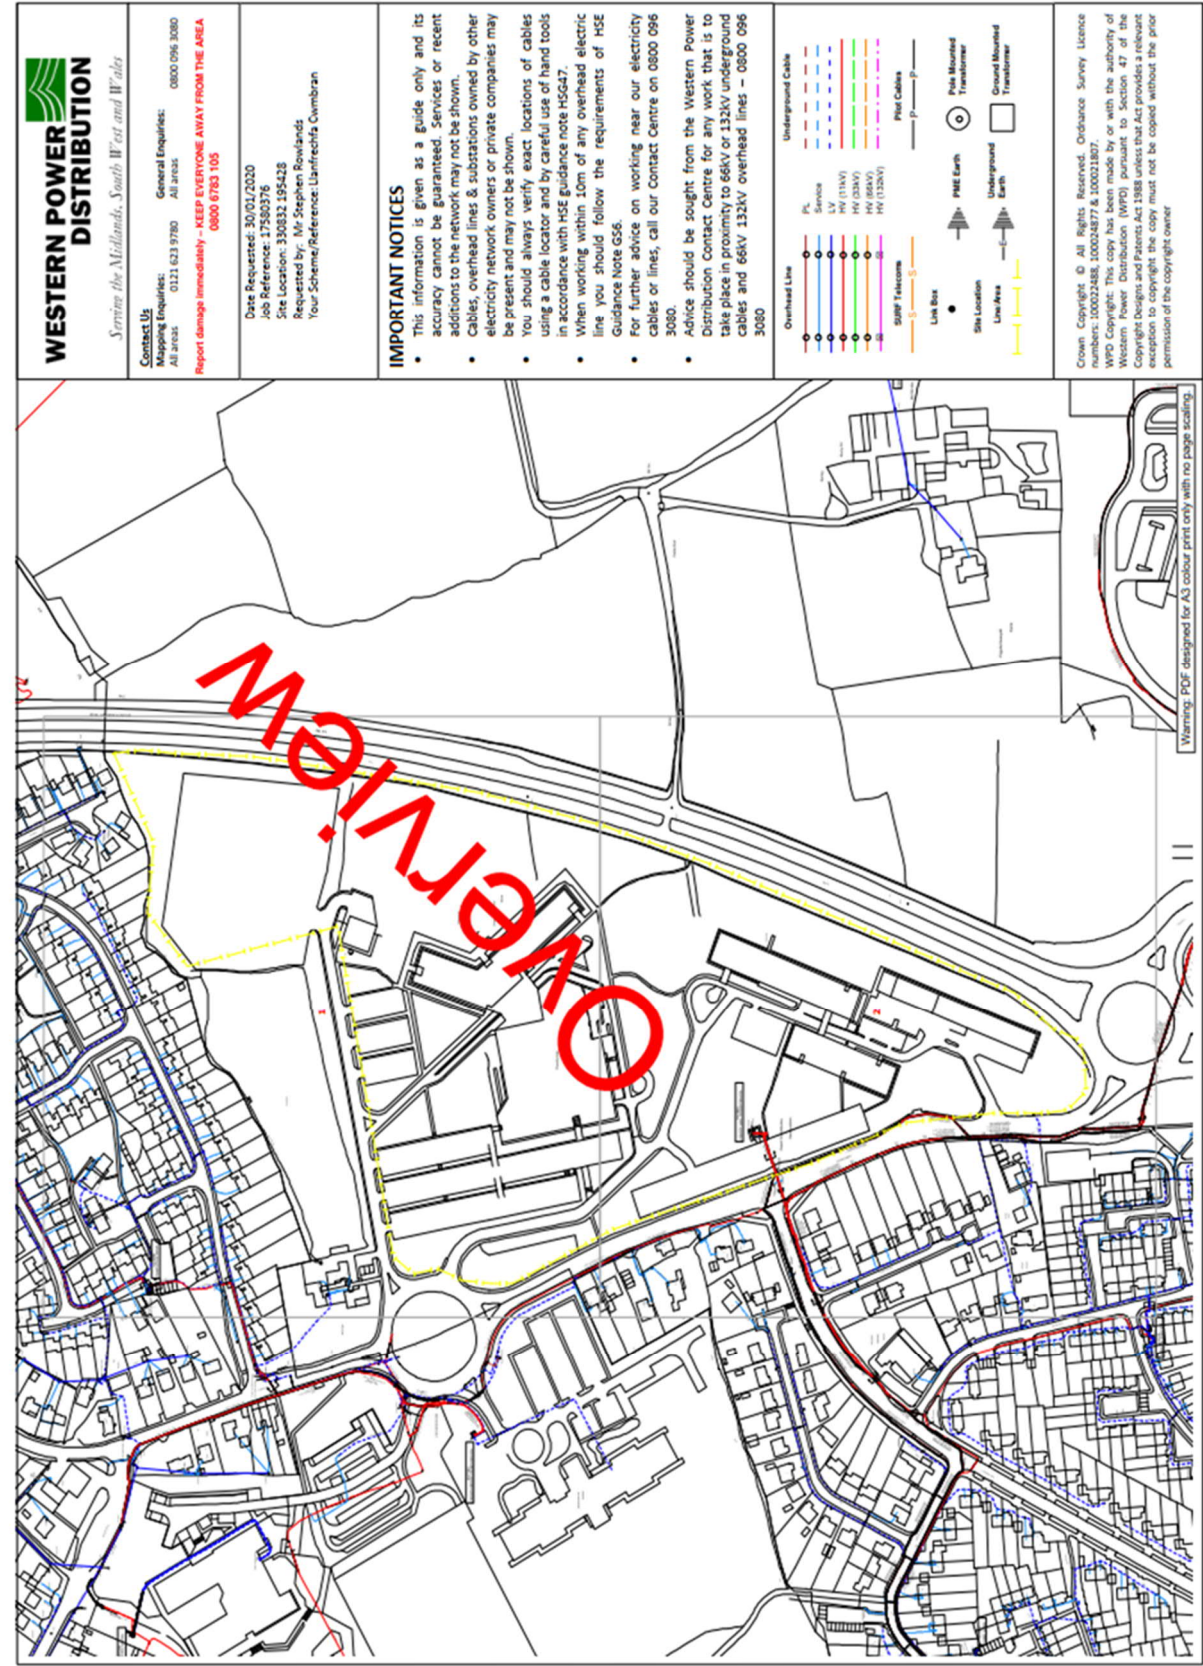 WESTERN POWER
DISTRIBUTION
Serving the Midlands, South West and Wales
Contact Us
Mapping Enquiries: General Enquiries:
All areas 0121 623 9780 All areas 0800 096 3080
Report damage immediately – KEEP EVERYONE AWAY FROM THE AREA
0800 6783 105
Date Requested: 30/01/2020
Job Reference: 17580376
Site Location: 330832 195428
Requested by: Mr Stephen Rowlands
Your Scheme/Reference: Llanfrechfa Cwmbran
IMPORTANT NOTICES
• This information is given as a guide only and its
accuracy cannot be guaranteed. Services or recent
additions to the network may not be shown.
• Cables, overhead lines & substations owned by other
electricity network owners or private companies may
be present and may not be shown.
• You should always verify exact locations of cables
using a cable locator and by careful use of hand tools
in accordance with HSE guidance note HSG47.
• When working within 10m of any overhead electric
line you should follow the requirements of HSE
Guidance Note GS6.
• For further advice on working near our electricity
cables or lines, call our Contact Centre on 0800 096
3080.
• Advice should be sought from the Western Power
Distribution Contact Centre for any work that is to
take place in proximity to 66kV or 132kV underground
cables and 66kV 132kV overhead lines – 0800 096
3080
Overhead Line Underground Cable
PL
Service
LV
HV (11kV)
HV (33kV)
HV (66kV)
HV (132kV)
SURF Telecoms Pilot Cables
S S P P
Link Box PME Earth Pole Mounted
Transformer
Site Location Underground
Earth Ground Mounted
Transformer
E
Line/Area
Crown Copyright © All Rights Reserved. Ordnance Survey Licence
numbers: 100022488, 100024877 & 100021807.
WPD Copyright: This copy has been made by or with the authority of
Western Power Distribution (WPD) pursuant to Section 47 of the
Copyright Designs and Patents Act 1988 unless that Act provides a relevant
exception to copyright the copy must not be copied without the prior
permission of the copyright owner
Overview
1
2
Warning: PDF designed for A3 colour print only with no page scaling.